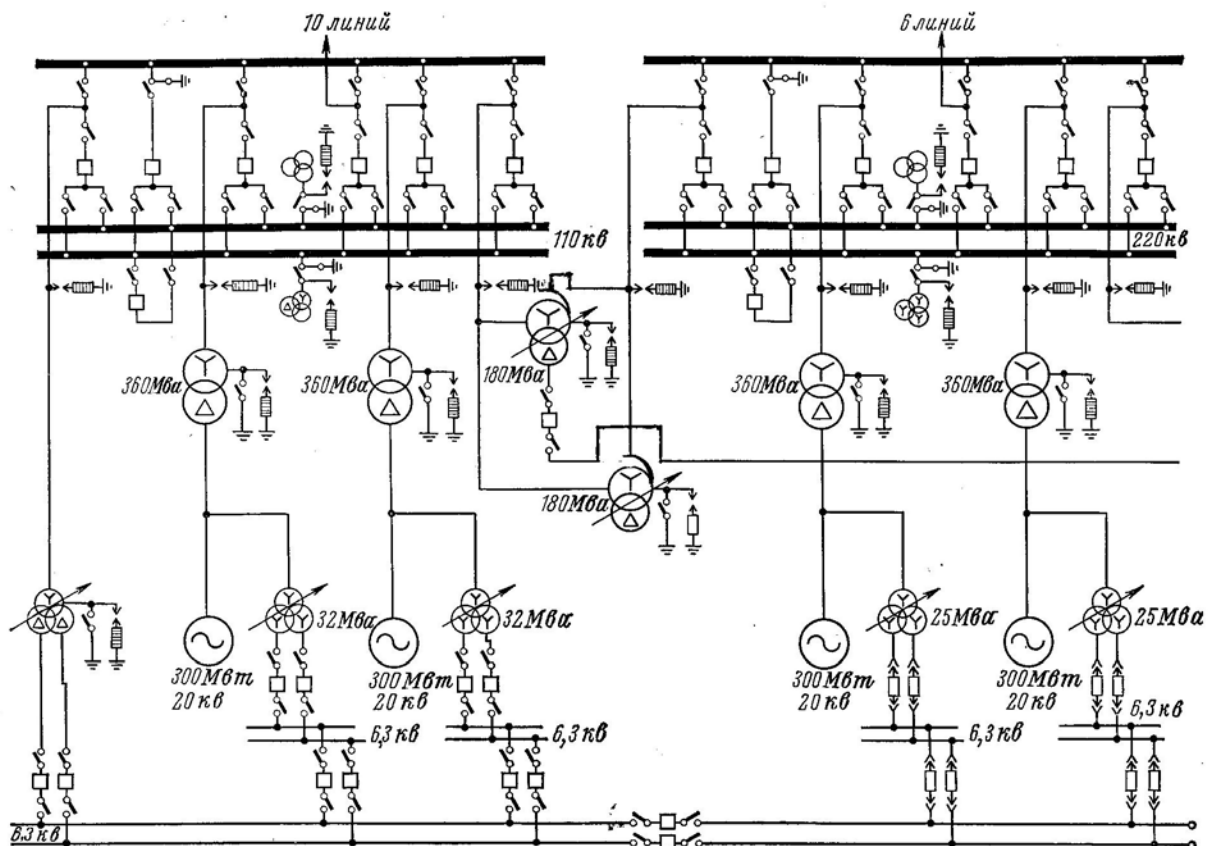 10 линий
6 линий
110 кв
220 кв
360 Мва
360 Мва
180 Мва
360 Мва
360 Мва
180 Мва
32 Мва
32 Мва
25 Мва
25 Мва
300 Мвт
20 кв
300 Мвт
20 кв
300 Мвт
20 кв
300 Мвт
20 кв
6,3 кв
6,3 кв
6,3 кв
6,3 кв
6.3 кв